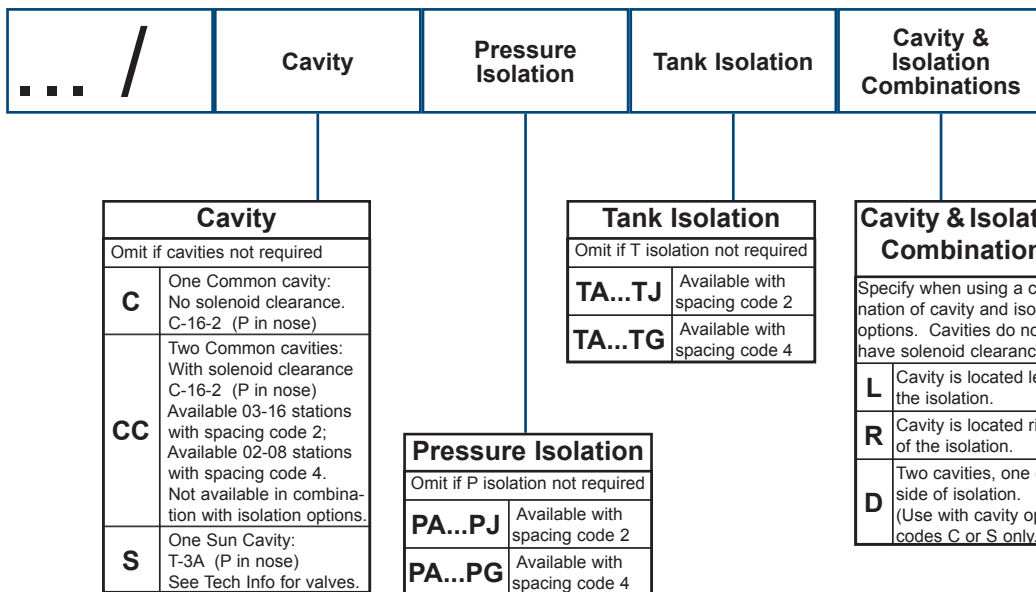 ... /
Cavity
Pressure
Isolation
Tank Isolation
Cavity &
Isolation
Combinations
Cavity
Omit if cavities not required
C
One Common cavity:
No solenoid clearance.
C-16-2 (P in nose)
CC
Two Common cavities:
With solenoid clearance
C-16-2 (P in nose)
Available 03-16 stations
with spacing code 2;
Available 02-08 stations
with spacing code 4.
Not available in combina-
tion with isolation options.
S
One Sun Cavity:
T-3A (P in nose)
See Tech Info for valves.
Pressure Isolation
Omit if P isolation not required
PA...PJ
Available with
spacing code 2
PA...PG
Available with
spacing code 4
Tank Isolation
Omit if T isolation not required
TA...TJ
Available with
spacing code 2
TA...TG
Available with
spacing code 4
Cavity & Isolat
Combination
Specify when using a c
nation of cavity and iso
options. Cavities do no
have solenoid clearanc
L
Cavity is located le
the isolation.
R
Cavity is located ri
of the isolation.
D
Two cavities, one
side of isolation.
(Use with cavity op
codes C or S only.